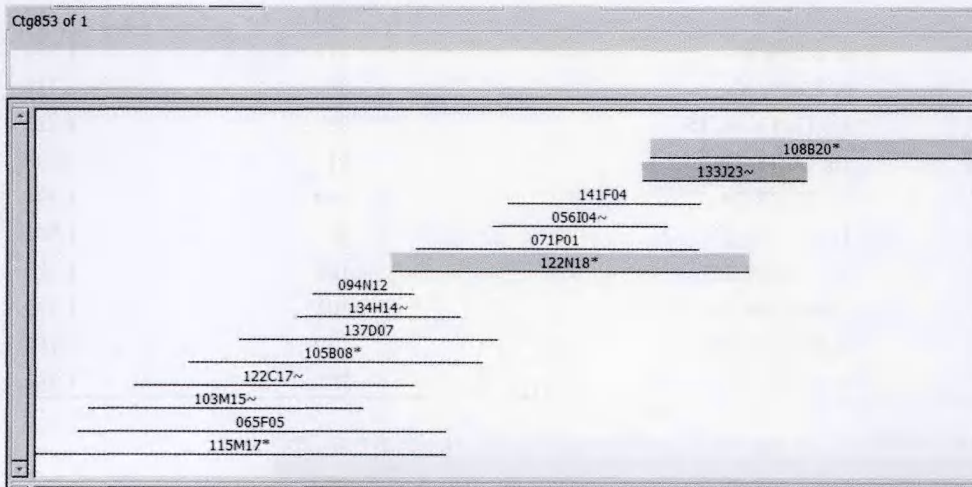 Ctg853 of 1
108B20*
133J23~
141F04
056I04~
071P01
122N18*
094N12
134H14~
137D07
105B08*
122C17~
103M15~
065F05
115M17*